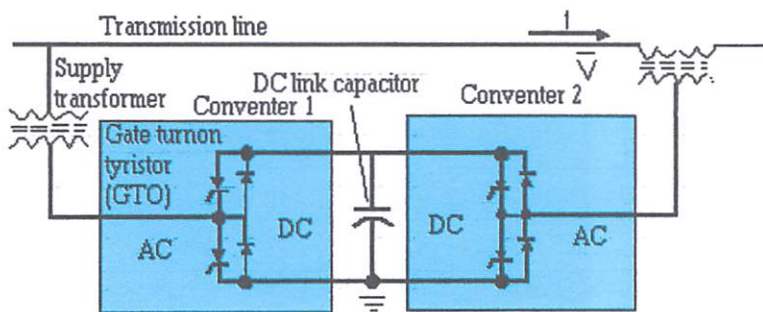 Transmission line
I
V
Supply
transformer
DC link capacitor
Conventer 1
Conventer 2
Gate turnon
tyristor
(GTO)
AC
DC
DC
AC